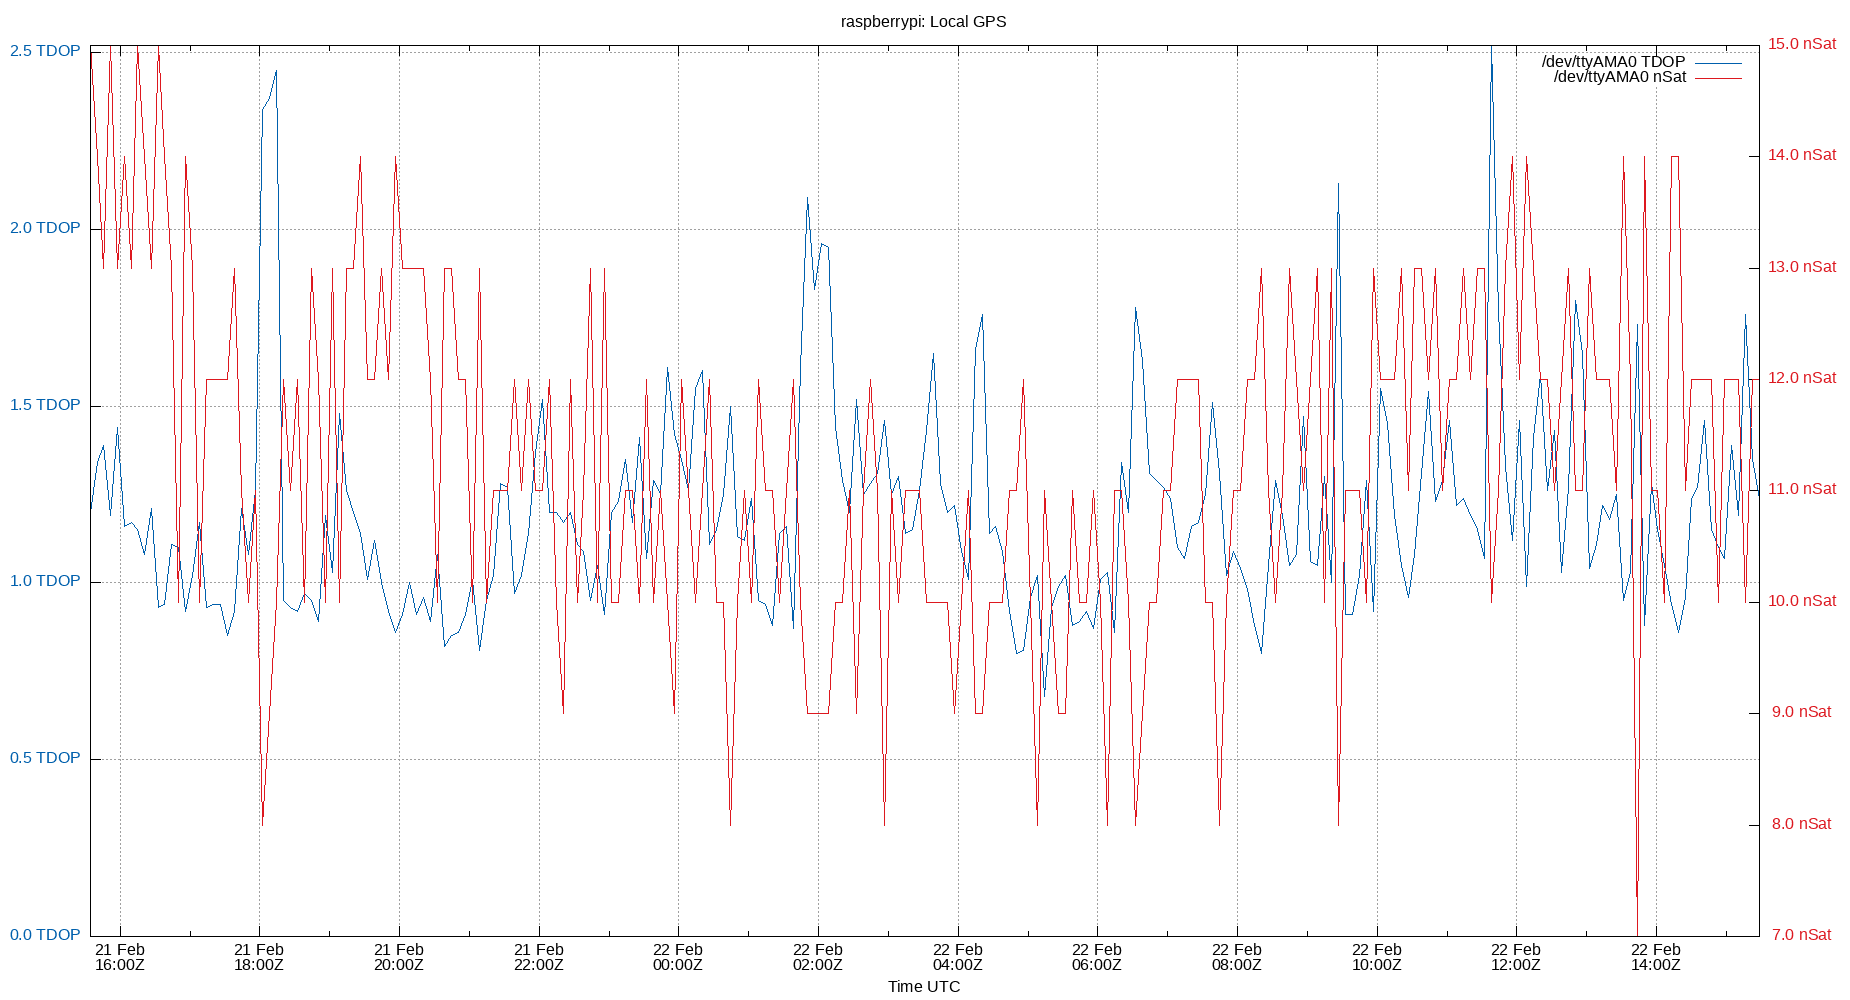 raspberrypi: Local GPS
2.5 TDOP
2.0 TDOP
1.5 TDOP
1.0 TDOP
0.5 TDOP
0.0 TDOP
15.0 nSat
14.0 nSat
13.0 nSat
12.0 nSat
11.0 nSat
10.0 nSat
9.0 nSat
8.0 nSat
7.0 nSat
/dev/ttyAMA0 TDOP
/dev/ttyAMA0 nSat
21 Feb 21 Feb 21 Feb 21 Feb 22 Feb 22 Feb 22 Feb 22 Feb 22 Feb 22 Feb 22 Feb 22 Feb
16:00Z 18:00Z 20:00Z 22:00Z 00:00Z 02:00Z 04:00Z 06:00Z 08:00Z 10:00Z 12:00Z 14:00Z
Time UTC